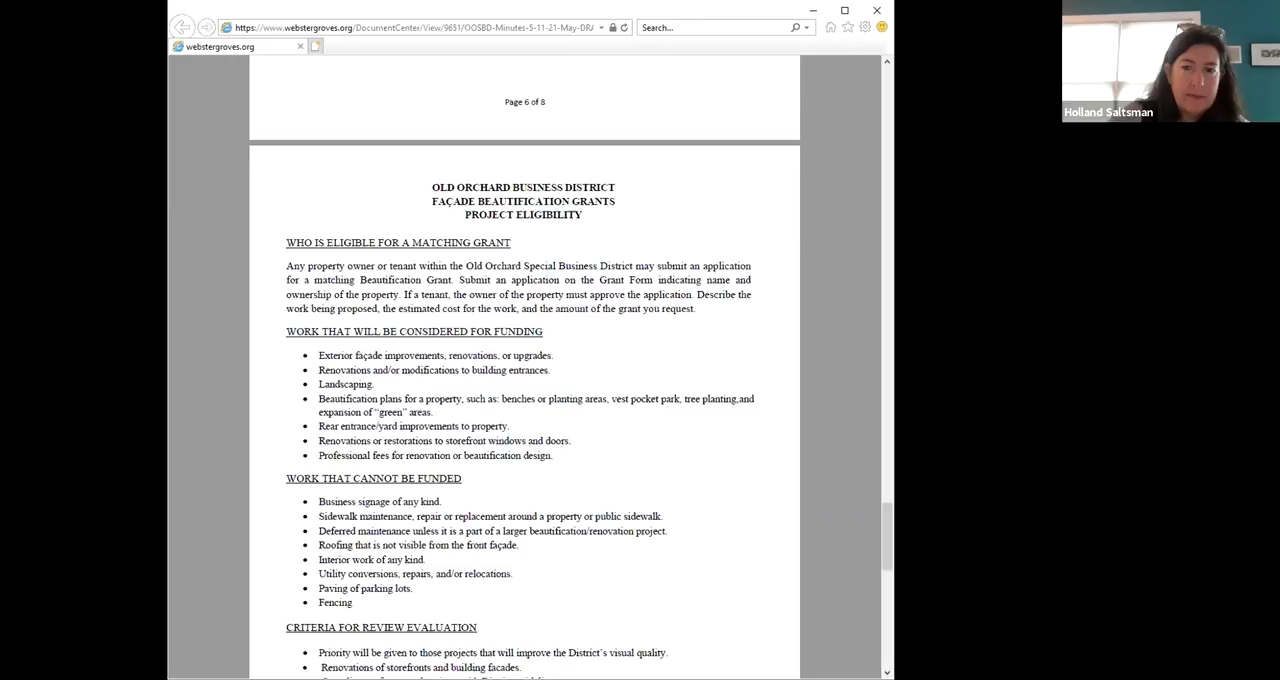 https://www.webstergroves.org/DocumentCenter/View/9651/OOSBD-Minutes-5-11-21-May-DRA
Search...
webstergroves.org
Holland Saltsman
Page 6 of 8
OLD ORCHARD BUSINESS DISTRICT
FAÇADE BEAUTIFICATION GRANTS
PROJECT ELIGIBILITY
WHO IS ELIGIBLE FOR A MATCHING GRANT
Any property owner or tenant within the Old Orchard Special Business District may submit an application
for a matching Beautification Grant. Submit an application on the Grant Form indicating name and
ownership of the property. If a tenant, the owner of the property must approve the application. Describe the
work being proposed, the estimated cost for the work, and the amount of the grant you request.
WORK THAT WILL BE CONSIDERED FOR FUNDING
• Exterior façade improvements, renovations, or upgrades.
• Renovations and/or modifications to building entrances.
• Landscaping.
• Beautification plans for a property, such as: benches or planting areas, vest pocket park, tree planting,and
expansion of “green” areas.
• Rear entrance/yard improvements to property.
• Renovations or restorations to storefront windows and doors.
• Professional fees for renovation or beautification design.
WORK THAT CANNOT BE FUNDED
• Business signage of any kind.
• Sidewalk maintenance, repair or replacement around a property or public sidewalk.
• Deferred maintenance unless it is a part of a larger beautification/renovation project.
• Roofing that is not visible from the front façade.
• Interior work of any kind.
• Utility conversions, repairs, and/or relocations.
• Paving of parking lots.
• Fencing
CRITERIA FOR REVIEW EVALUATION
• Priority will be given to those projects that will improve the District’s visual quality.
• Renovations of storefronts and building facades.